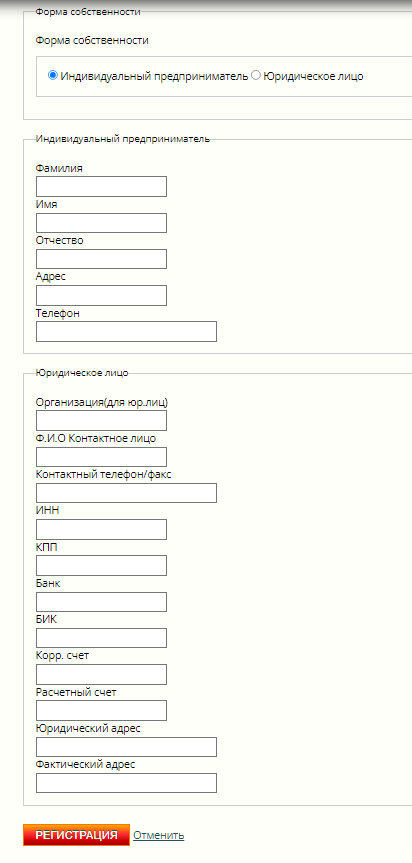 Форма собственности
Форма собственности
Индивидуальный предприниматель Юридическое лицо
Индивидуальный предприниматель
Фамилия
Имя
Отчество
Адрес
Телефон
Юридическое лицо
Организация(для юр.лиц)
Ф.И.О Контактное лицо
Контактный телефон/факс
ИНН
КПП
Банк
БИК
Корр. счет
Расчетный счет
Юридический адрес
Фактический адрес
РЕГИСТРАЦИЯ Отменить